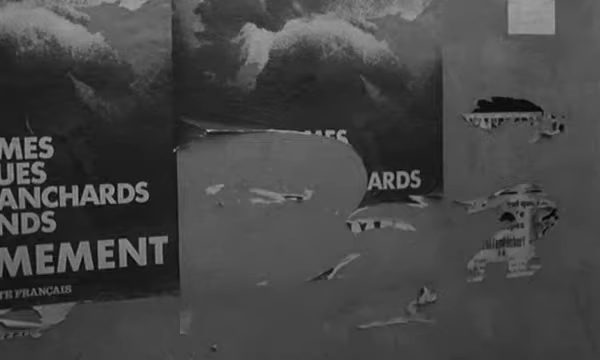 MES
UES
ANCHARDS
NDS
MEMENT
TE FRANÇAIS
MES
ARDS